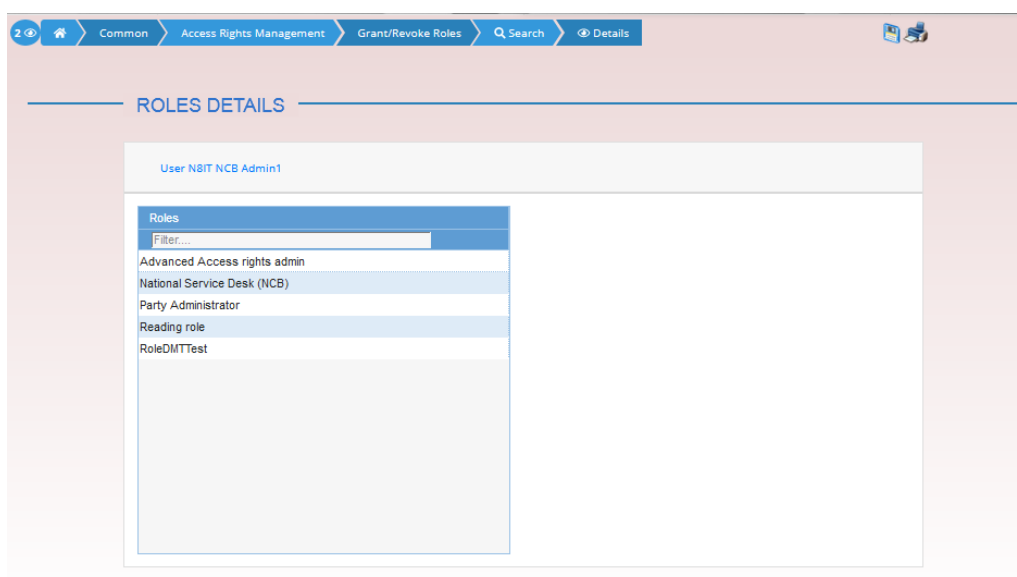 2 Common Access Rights Management Grant/Revoke Roles Search Details
ROLES DETAILS
User N8IT NCB Admin1
Roles
Filter....
Advanced Access rights admin
National Service Desk (NCB)
Party Administrator
Reading role
RoleDMTTest